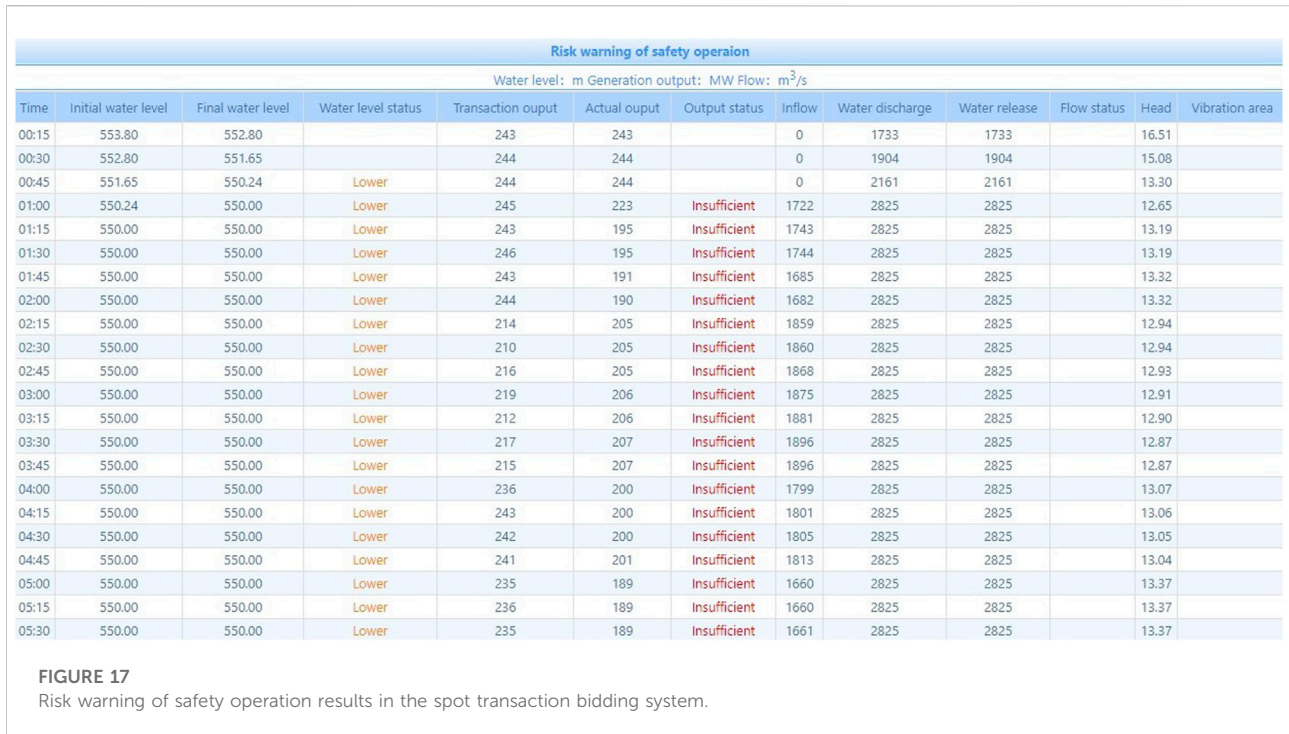 Risk warning of safety operaion
Water level: m Generation output: MW Flow: m³/s
Time Initial water level Final water level Water level status Transaction ouput Actual ouput Output status Inflow Water discharge Water release Flow status Head Vibration area
00:15 553.80 552.80 243 243 0 1733 1733 16.51
00:30 552.80 551.65 244 244 0 1904 1904 15.08
00:45 551.65 550.24 Lower 244 244 0 2161 2161 13.30
01:00 550.24 550.00 Lower 245 223 Insufficient 1722 2825 2825 12.65
01:15 550.00 550.00 Lower 243 195 Insufficient 1743 2825 2825 13.19
01:30 550.00 550.00 Lower 246 195 Insufficient 1744 2825 2825 13.19
01:45 550.00 550.00 Lower 243 191 Insufficient 1685 2825 2825 13.32
02:00 550.00 550.00 Lower 244 190 Insufficient 1682 2825 2825 13.32
02:15 550.00 550.00 Lower 214 205 Insufficient 1859 2825 2825 12.94
02:30 550.00 550.00 Lower 210 205 Insufficient 1860 2825 2825 12.94
02:45 550.00 550.00 Lower 216 205 Insufficient 1868 2825 2825 12.93
03:00 550.00 550.00 Lower 219 206 Insufficient 1875 2825 2825 12.91
03:15 550.00 550.00 Lower 212 206 Insufficient 1881 2825 2825 12.90
03:30 550.00 550.00 Lower 217 207 Insufficient 1896 2825 2825 12.87
03:45 550.00 550.00 Lower 215 207 Insufficient 1896 2825 2825 12.87
04:00 550.00 550.00 Lower 236 200 Insufficient 1799 2825 2825 13.07
04:15 550.00 550.00 Lower 243 200 Insufficient 1801 2825 2825 13.06
04:30 550.00 550.00 Lower 242 200 Insufficient 1805 2825 2825 13.05
04:45 550.00 550.00 Lower 241 201 Insufficient 1813 2825 2825 13.04
05:00 550.00 550.00 Lower 235 189 Insufficient 1660 2825 2825 13.37
05:15 550.00 550.00 Lower 236 189 Insufficient 1660 2825 2825 13.37
05:30 550.00 550.00 Lower 235 189 Insufficient 1661 2825 2825 13.37
FIGURE 17
Risk warning of safety operation results in the spot transaction bidding system.